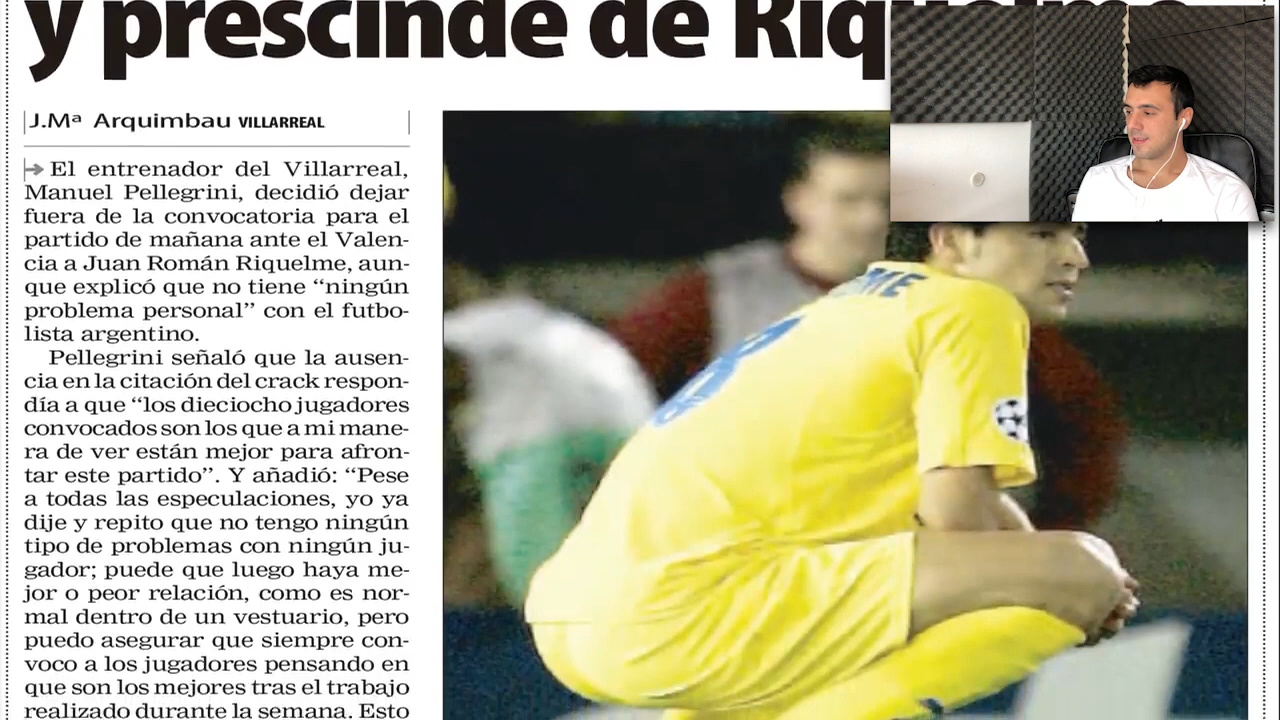 y prescinde de Riquelme
J.Mª Arquimbau VILLARREAL
El entrenador del Villarreal,
Manuel Pellegrini, decidió dejar
fuera de la convocatoria para el
partido de mañana ante el Valen-
cia a Juan Román Riquelme, aun-
que explicó que no tiene “ningún
problema personal” con el futbo-
lista argentino.
Pellegrini señaló que la ausen-
cia en la citación del crack respon-
día a que “los dieciocho jugadores
convocados son los que a mi mane-
ra de ver están mejor para afron-
tar este partido”. Y añadió: “Pese
a todas las especulaciones, yo ya
dije y repito que no tengo ningún
tipo de problemas con ningún ju-
gador; puede que luego haya me-
jor o peor relación, como es nor-
mal dentro de un vestuario, pero
puedo asegurar que siempre con-
voco a los jugadores pensando en
que son los mejores tras el trabajo
realizado durante la semana. Esto
ME
8